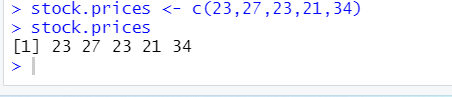 > stock.prices <- c(23,27,23,21,34)
> stock.prices
[1] 23 27 23 21 34
>